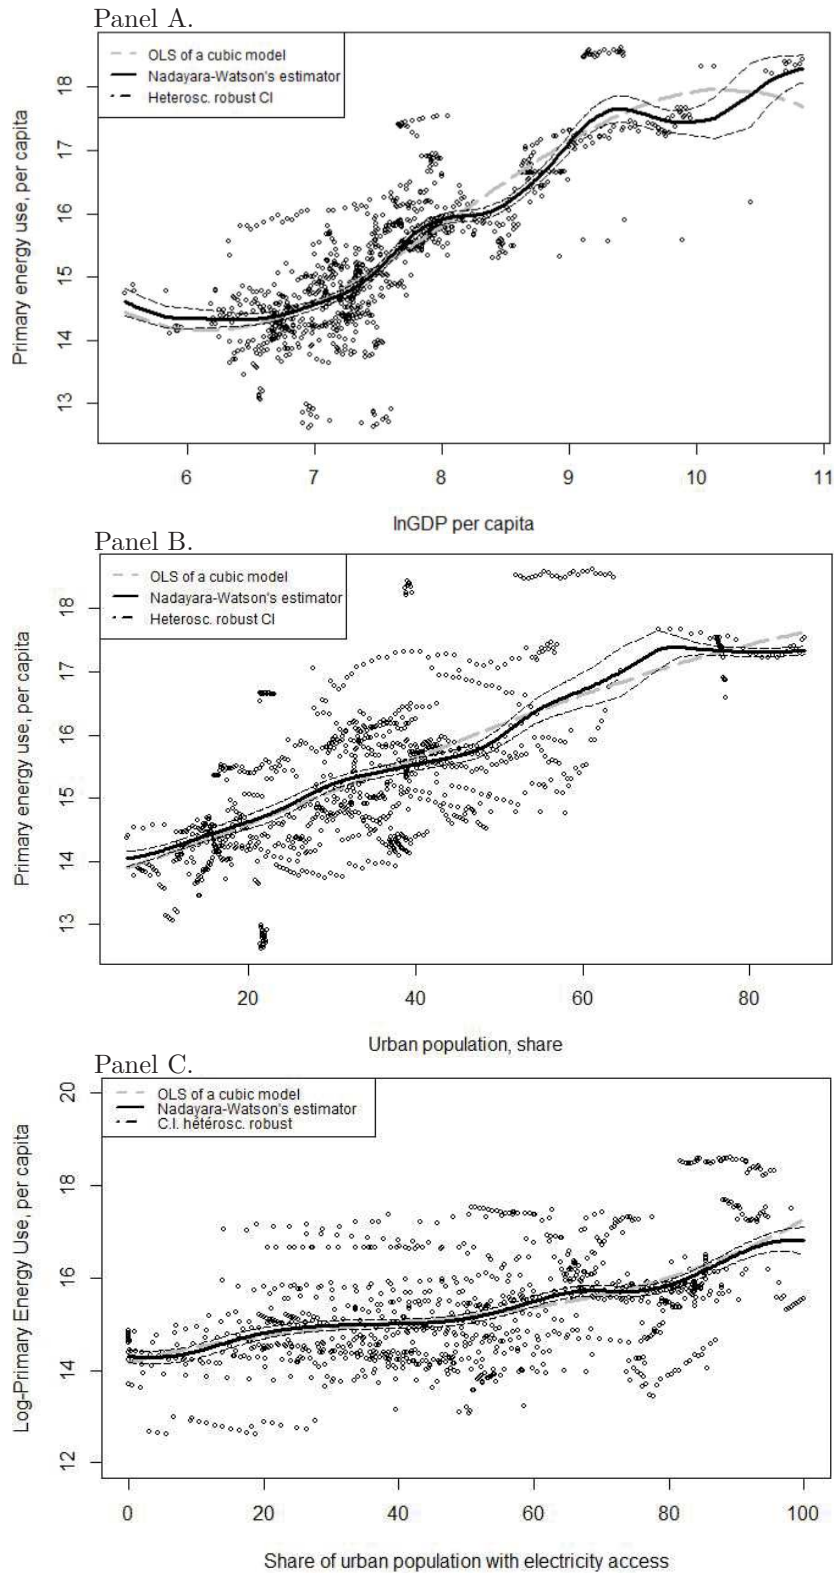 Panel A.
OLS of a cubic model
Nadayara-Watson's estimator
Heterosc. robust CI
Primary energy use, per capita
18
17
16
15
14
13
6 7 8 9 10 11
lnGDP per capita
Panel B.
OLS of a cubic model
Nadayara-Watson's estimator
Heterosc. robust CI
Primary energy use, per capita
18
17
16
15
14
13
20 40 60 80
Urban population, share
Panel C.
OLS of a cubic model
Nadayara-Watson's estimator
C.I. hétérosc. robust
Log-Primary Energy Use, per capita
20
18
16
14
12
0 20 40 60 80 100
Share of urban population with electricity access